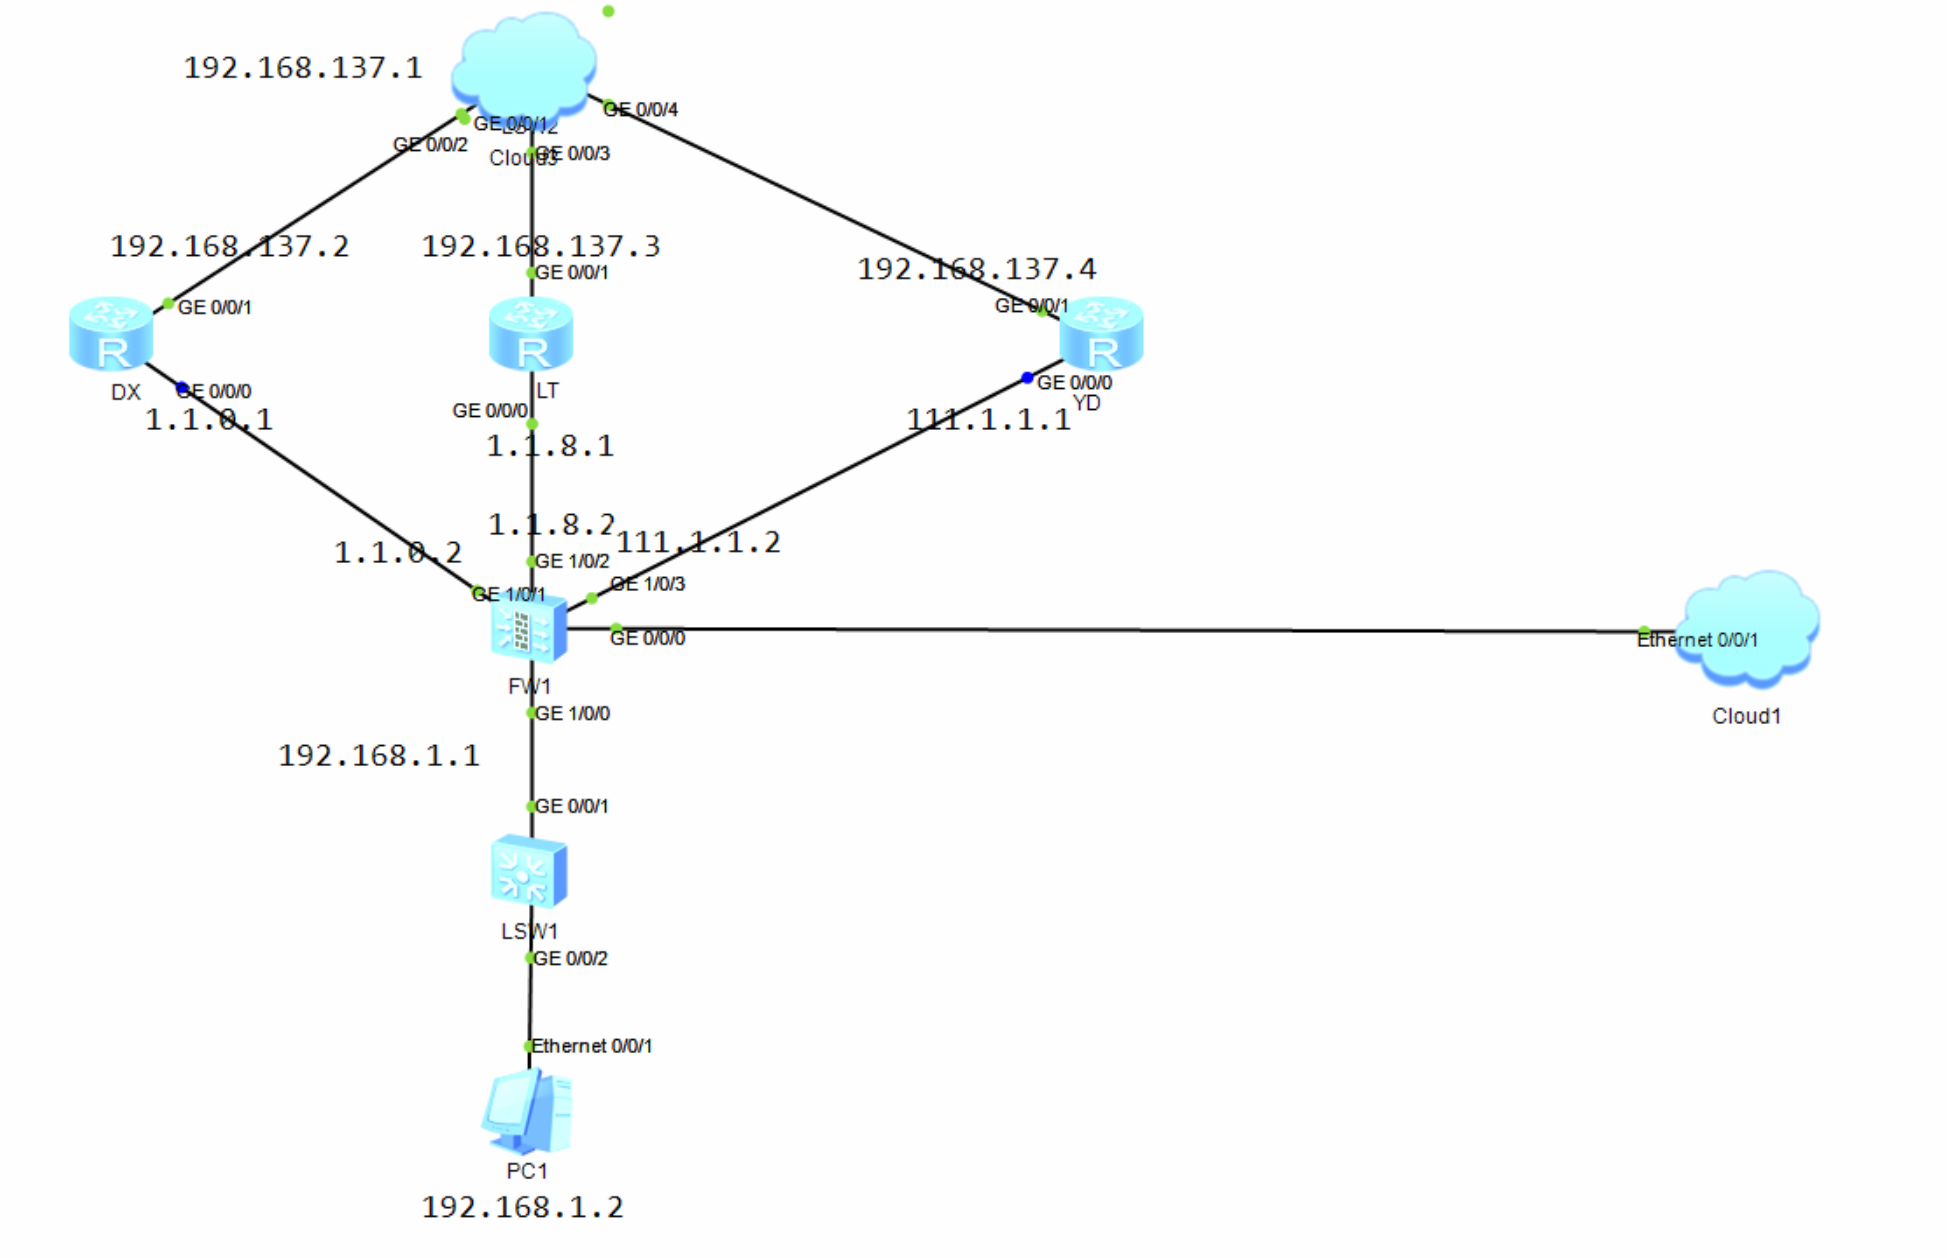 192.168.137.1
GE 0/0/4
GE 0/0/2
Cloud3
GE 0/0/3
192.168.137.2
192.168.137.3
192.168.137.4
GE 0/0/1
GE 0/0/1
GE 0/0/1
DX
GE 0/0/0
1.1.0.1
LT
GE 0/0/0
1.1.8.1
GE 0/0/0
YD
111.1.1.1
1.1.8.2
111.1.1.2
1.1.0.2
GE 1/0/2
GE 1/0/3
GE 1/0/1
GE 0/0/0
Ethernet 0/0/1
FW1
GE 1/0/0
Cloud1
192.168.1.1
GE 0/0/1
LSW1
GE 0/0/2
Ethernet 0/0/1
PC1
192.168.1.2